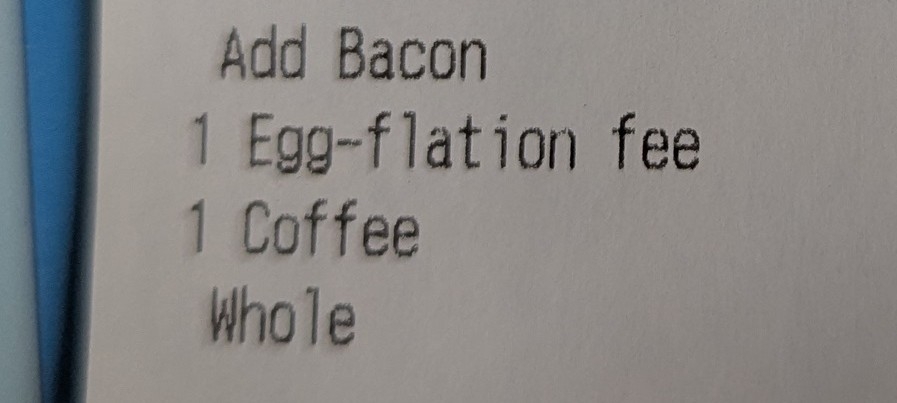 Add Bacon
1 Egg-flation fee
1 Coffee
Whole